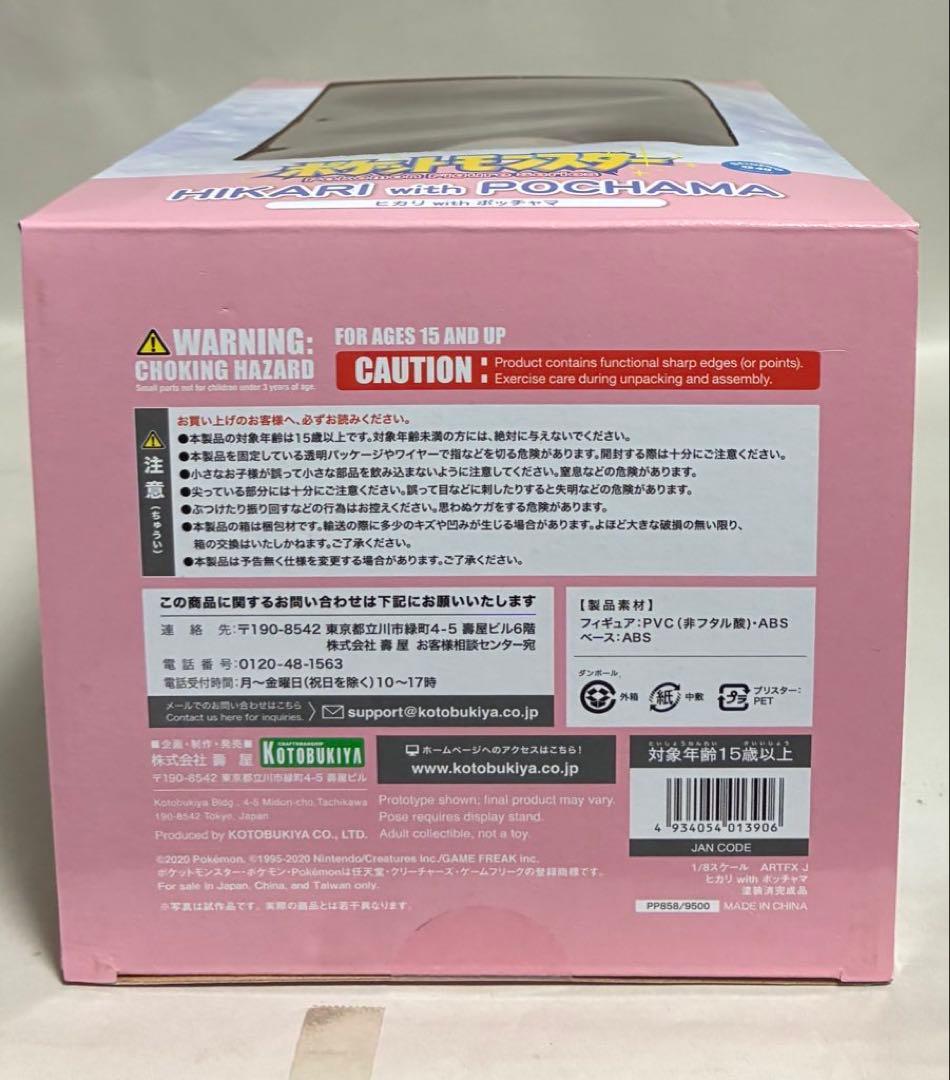 ポケットモンスター
HIKARI with POCHAMA
ヒカリ with ポッチャマ
WARNING:
CHOKING HAZARD
Small parts not for children under 3 years of age.
FOR AGES 15 AND UP
CAUTION : Product contains functional sharp edges (or points).
Exercise care during unpacking and assembly.
注意(ちゅうい)
お買い上げのお客様へ、必ずお読みください。
●本製品の対象年齢は15歳以上です。対象年齢未満の方には、絶対に与えないでください。
●本製品を固定している透明パッケージやワイヤーで指などを切る危険があります。開封する際は十分にご注意ください。
●小さなお子様が誤って小さな部品を飲み込まないように注意してください。窒息などの危険があります。
●尖っている部分には十分にご注意ください。誤って目などに刺したりすると失明などの危険があります。
●ぶつけたり振り回すなどの行為はお控えください。思わぬケガをする危険があります。
●本製品の箱は梱包材です。輸送の際に多少のキズや凹みが生じる場合があります。よほど大きな破損の無い限り、
箱の交換はいたしかねます。ご了承ください。
●本製品は予告無く仕様を変更する場合があります。ご了承ください。
この商品に関するお問い合わせは下記にお願いいたします
連絡先:〒190-8542 東京都立川市緑町4-5 壽屋ビル6階
株式会社 壽屋 お客様相談センター宛
電話番号:0120-48-1563
電話受付時間:月〜金曜日(祝日を除く)10〜17時
メールでのお問い合わせはこちら
Contact us here for inquiries.
support@kotobukiya.co.jp
【製品素材】
フィギュア:PVC(非フタル酸)・ABS
ベース:ABS
ダンボール
外箱
紙
中敷
プラ
ブリスター:
PET
■企画・制作・発売■
株式会社 壽屋
CRAFTSMANSHIP
KOTOBUKIYA
〒190-8542 東京都立川市緑町4-5 壽屋ビル
Kotobukiya Bldg., 4-5 Midori-cho, Tachikawa
190-8542 Tokyo, Japan
Produced by KOTOBUKIYA CO., LTD.
ホームページへのアクセスはこちら!
www.kotobukiya.co.jp
Prototype shown; final product may vary.
Pose requires display stand.
Adult collectible, not a toy.
たいしょうねんれい さいいじょう
対象年齢15歳以上
4 934054 013906
JAN CODE
©2020 Pokémon. ©1995-2020 Nintendo/Creatures Inc./GAME FREAK inc.
ポケットモンスター・ポケモン・Pokémonは任天堂・クリーチャーズ・ゲームフリークの登録商標です。
For sale in Japan, China, and Taiwan only.
※写真は試作品です。実際の商品とは若干異なります。
1/8スケール ARTFX J
ヒカリ with ポッチャマ
塗装済完成品
PP858/9500 MADE IN CHINA